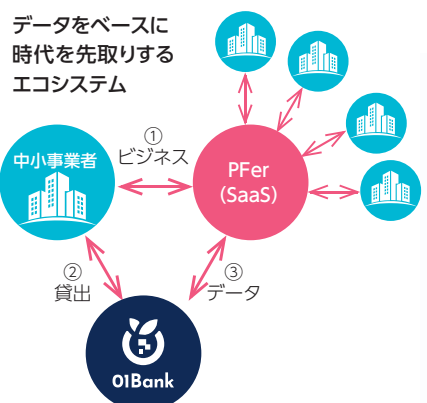 データをベースに
時代を先取りする
エコシステム
①
ビジネス
中小事業者
PFer
(SaaS)
②
貸出
③
データ
01Bank